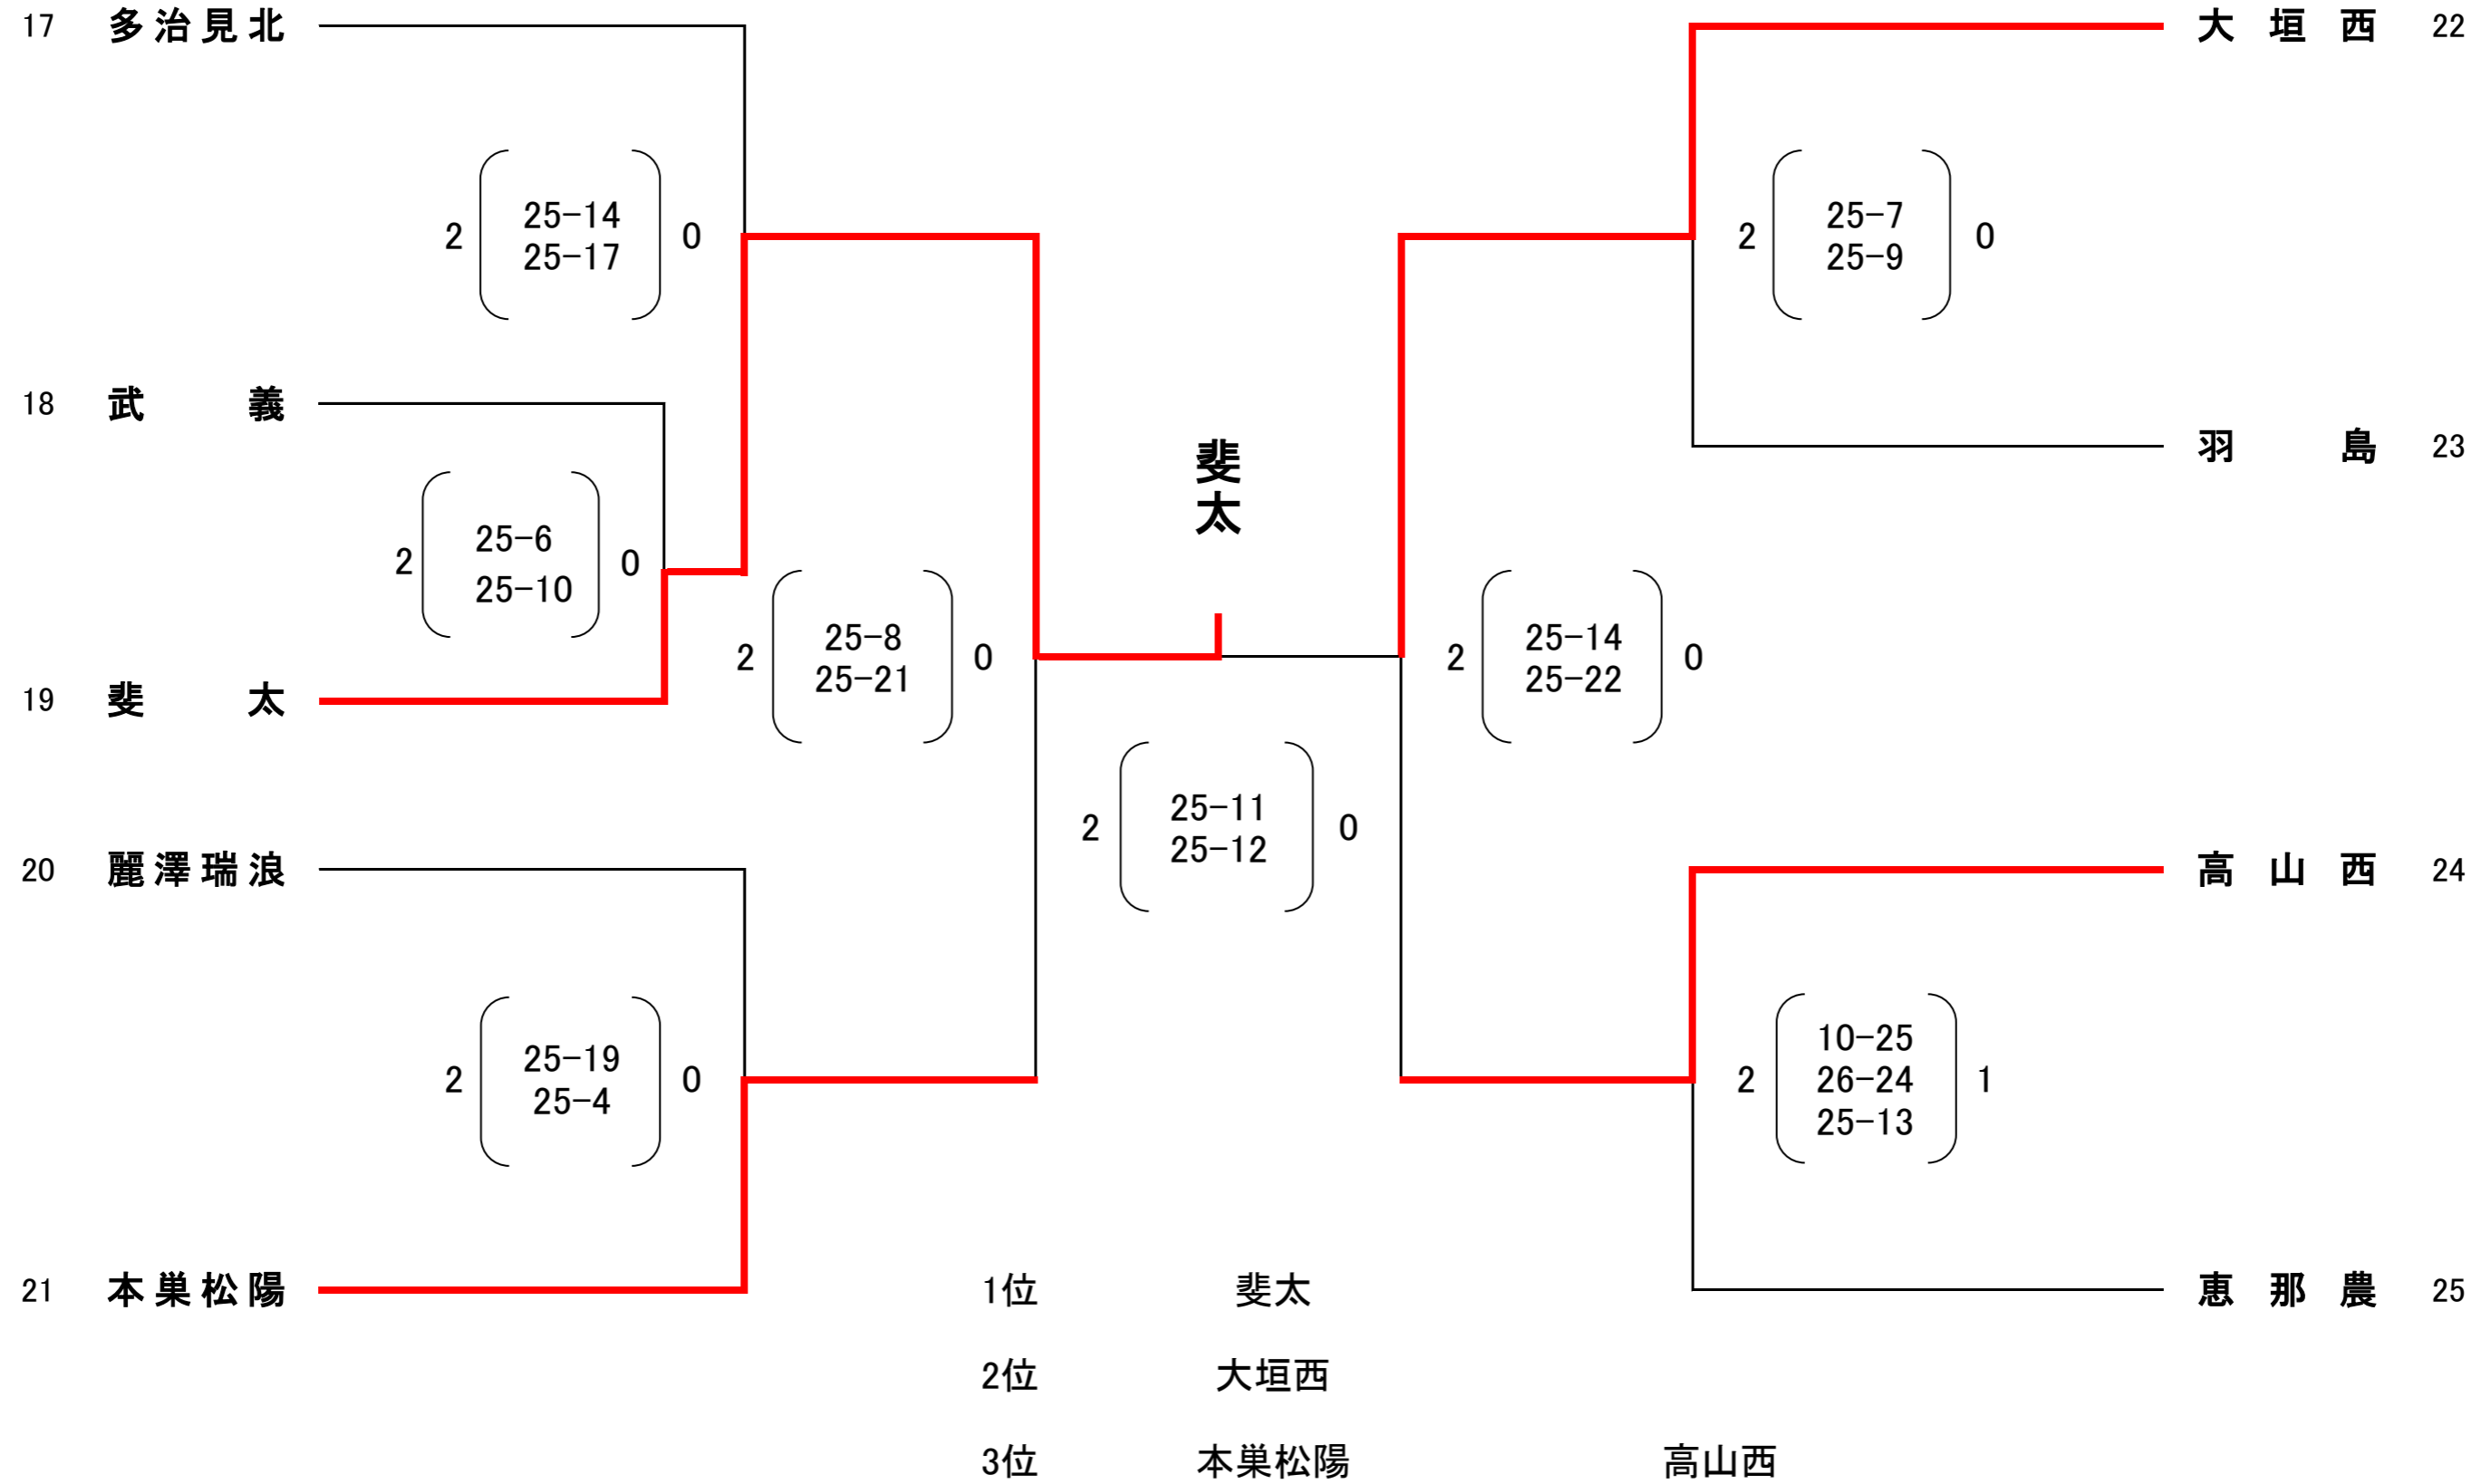 17 多治見北
大垣西 22
2 25-14 0
25-17
2 25-7 0
25-9
18 武義
羽島 23
斐太
2 25-6 0
25-10
2 25-8 0
25-21
2 25-14 0
25-22
19 斐太
2 25-11 0
25-12
20 麗澤瑞浪
高山西 24
2 25-19 0
25-4
10-25
2 26-24 1
25-13
21 本巣松陽
恵那農 25
1位 斐太
2位 大垣西
3位 本巣松陽 高山西